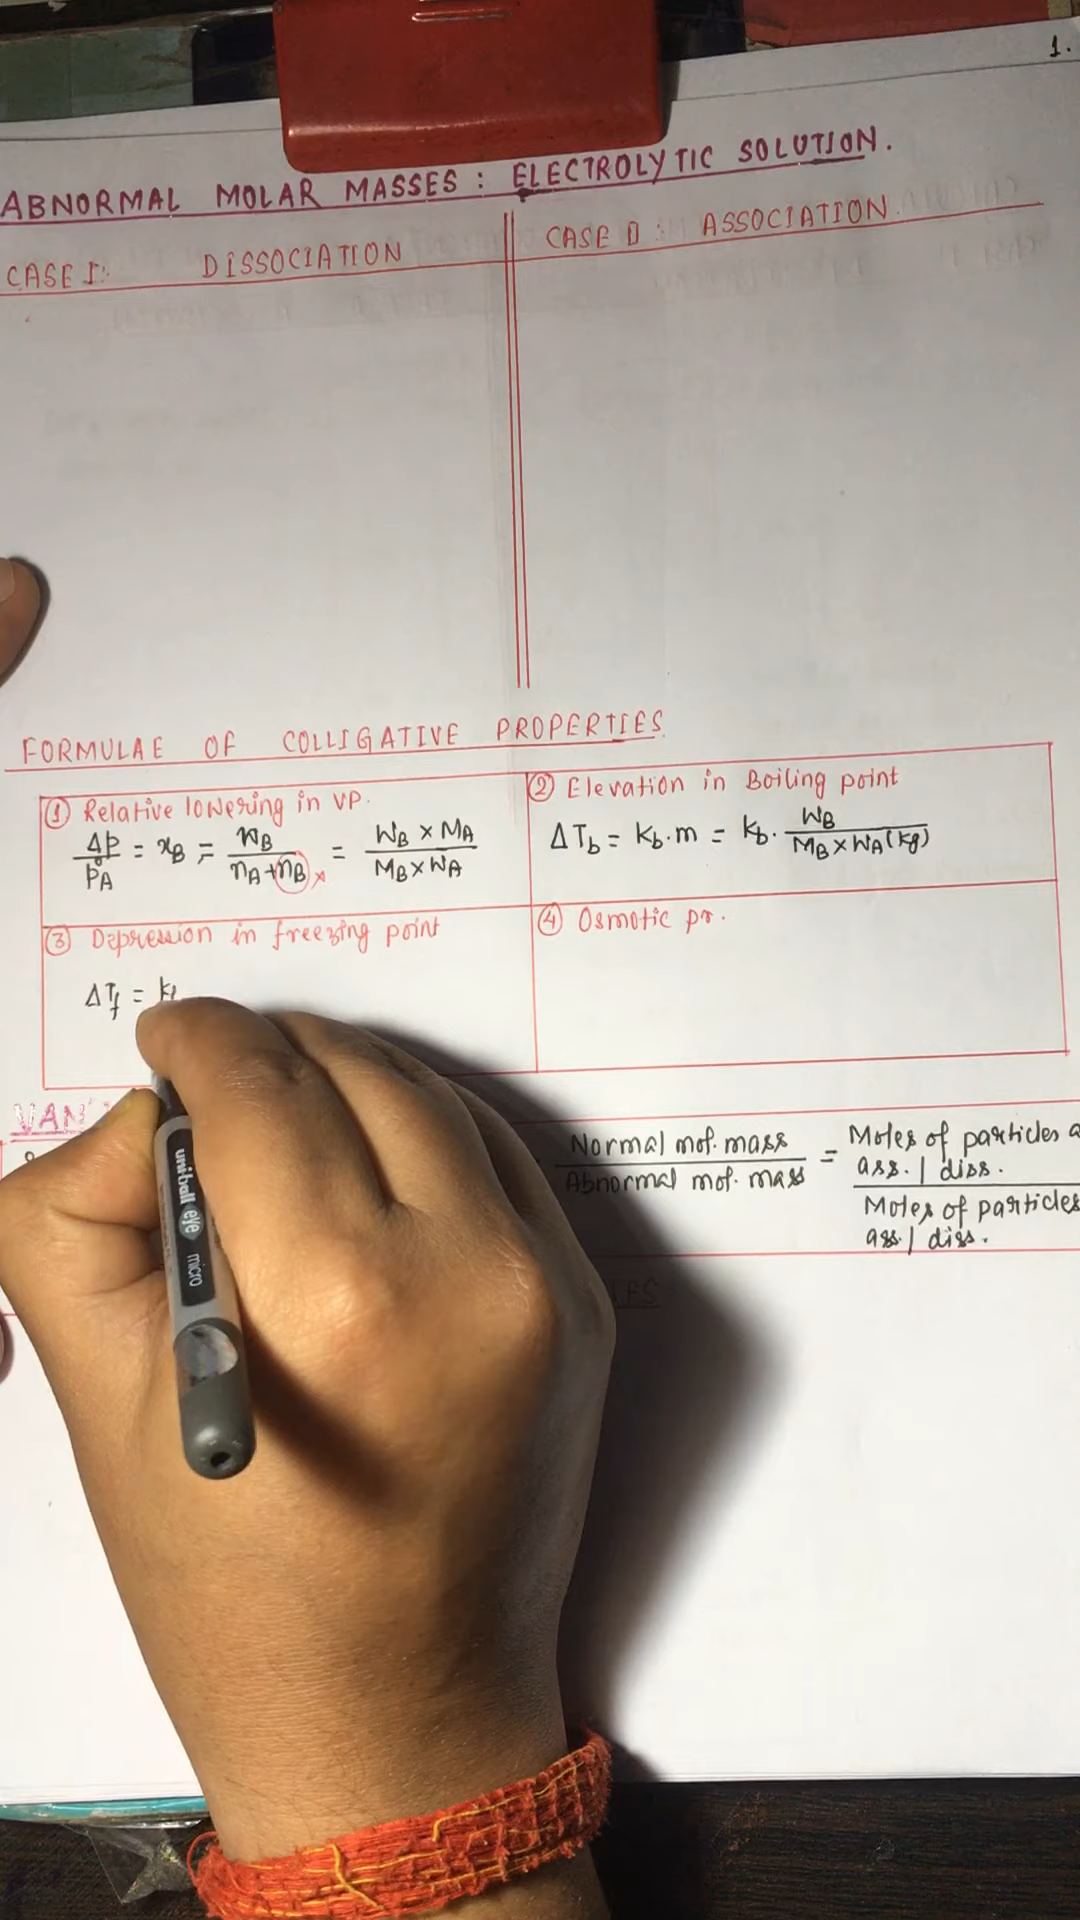 1.
ABNORMAL MOLAR MASSES : ELECTROLYTIC SOLUTION.
CASE I: DISSOCIATION
CASE II : ASSOCIATION.
FORMULAE OF COLLIGATIVE PROPERTIES.
① Relative lowering in VP.
Δp/p°A = xB = nB/(nA+nB) × = (WB × MA)/(MB × WA)
② Elevation in Boiling point
ΔTb = Kb.m = Kb. WB/(MB × WA (kg))
③ Depression in freezing point
ΔTf =
④ Osmotic pr.
VAN'
Normal mol. mass/Abnormal mol. mass = Moles of particles a
ass. / diss.
Moles of particles
ass. / diss.
uniball eye micro